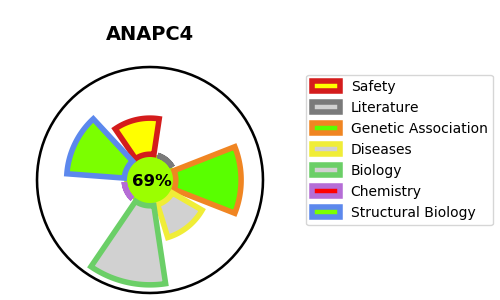 ANAPC4
69%
Safety
Literature
Genetic Association
Diseases
Biology
Chemistry
Structural Biology